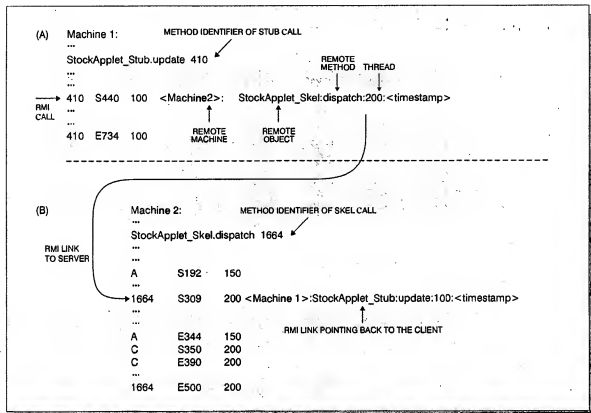 (A) Machine 1: METHOD IDENTIFIER OF STUB CALL
...
StockApplet_Stub.update 410
...
...
REMOTE METHOD THREAD
410 S440 100 <Machine2>: StockApplet_Skel:dispatch:200:<timestamp>
RMI CALL
...
...
410 E734 100
REMOTE MACHINE REMOTE OBJECT
(B) Machine 2: METHOD IDENTIFIER OF SKEL CALL
...
StockApplet_Skel.dispatch 1664
RMI LINK TO SERVER
...
...
A S192 150
...
1664 S309 200 <Machine 1>:StockApplet_Stub:update:100:<timestamp>
...
...
RMI LINK POINTING BACK TO THE CLIENT
A E344 150
C S350 200
C E390 200
...
1664 E500 200